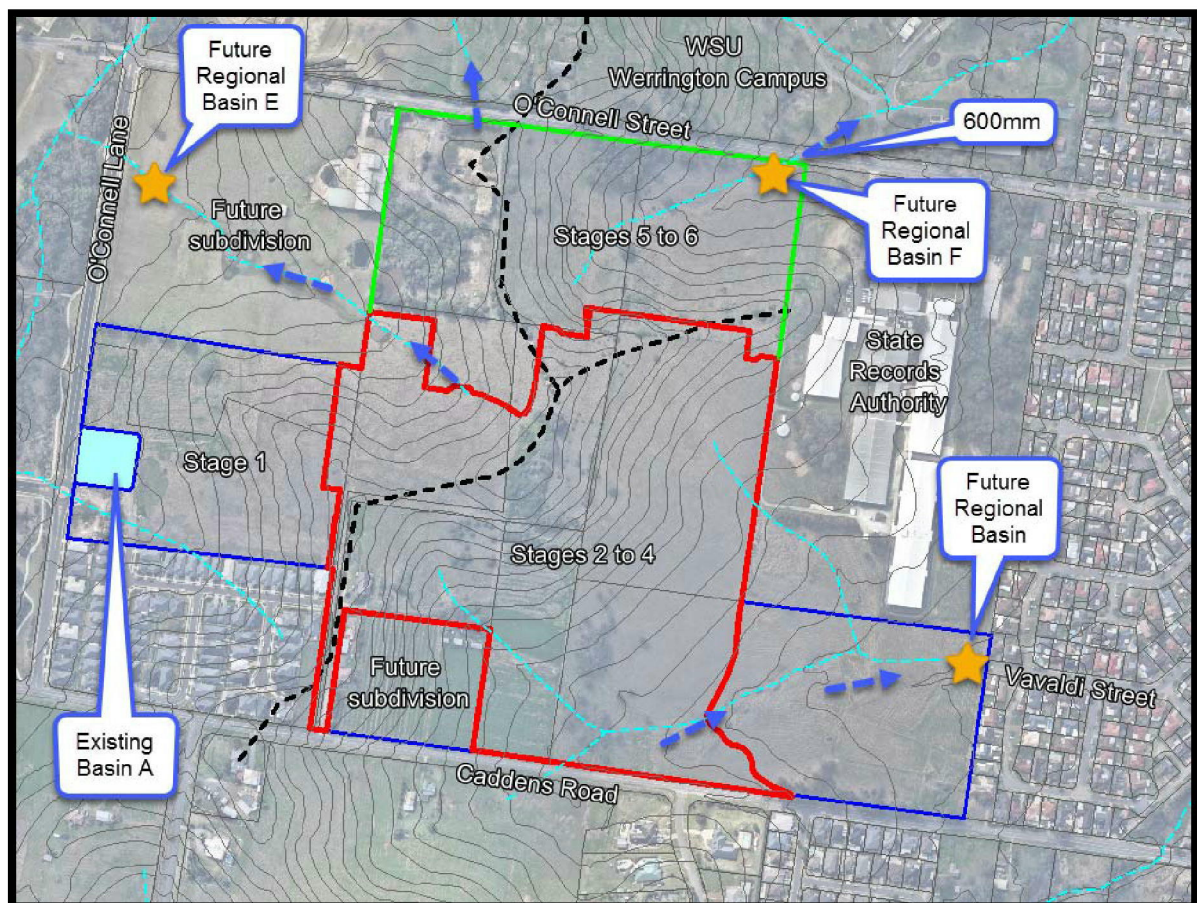 Future
Regional
Basin E
WSU
Werrington Campus
O'Connell Street
600mm
O'Connell Lane
Future
subdivision
Stages 5 to 6
Future
Regional
Basin F
State
Records
Authority
Stage 1
Stages 2 to 4
Future
Regional
Basin
Future
subdivision
Vavaldi Street
Existing
Basin A
Caddens Road